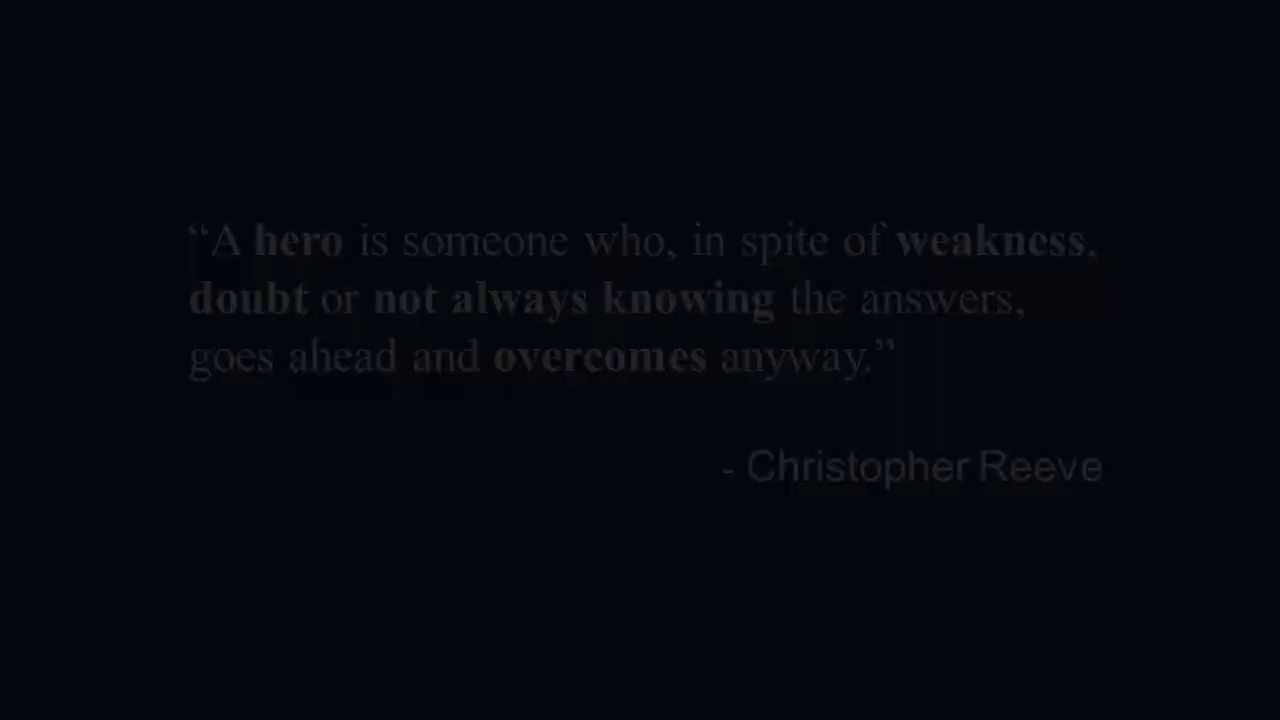 “A hero is someone who, in spite of weakness,
doubt or not always knowing the answers,
goes ahead and overcomes anyway.”
- Christopher Reeve